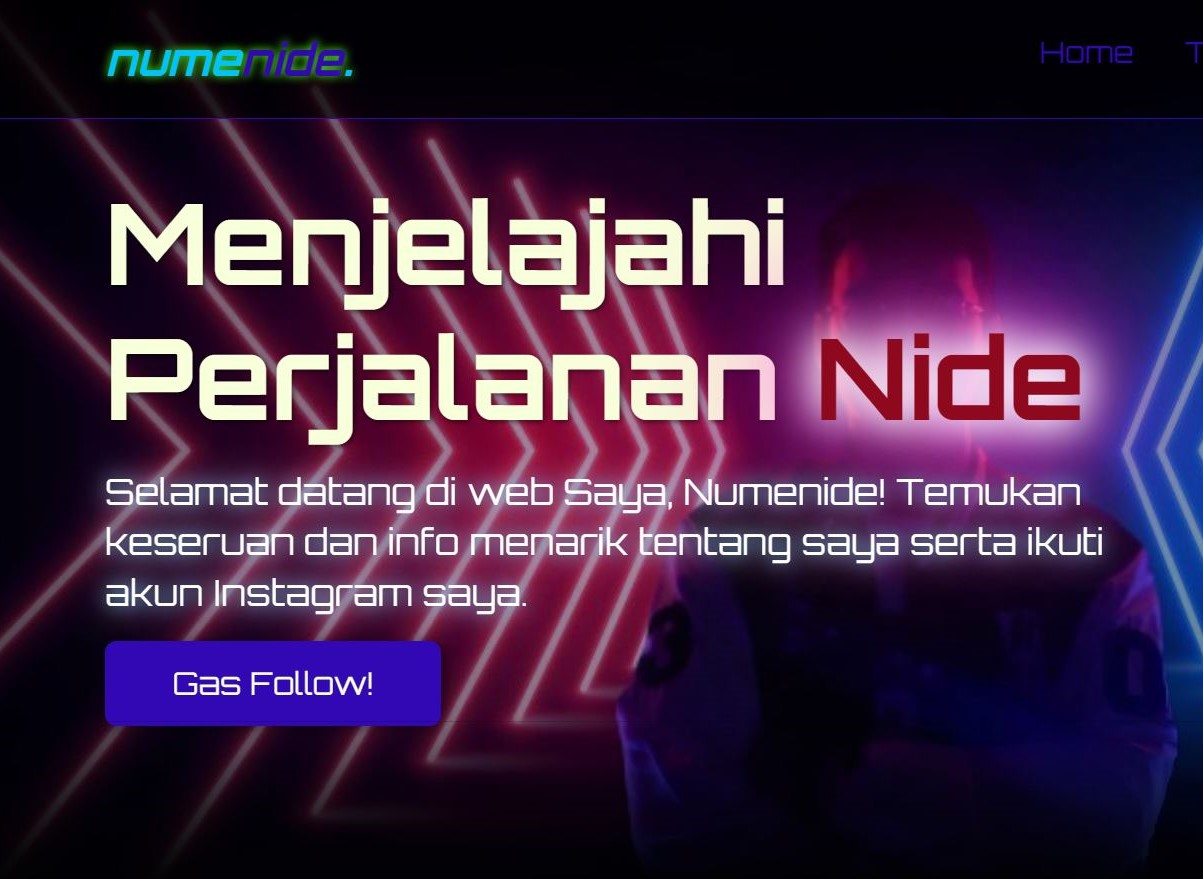 numenide.
Home
Menjelajahi
Perjalanan Nide
Selamat datang di web Saya, Numenide! Temukan
keseruan dan info menarik tentang saya serta ikuti
akun Instagram saya.
Gas Follow!